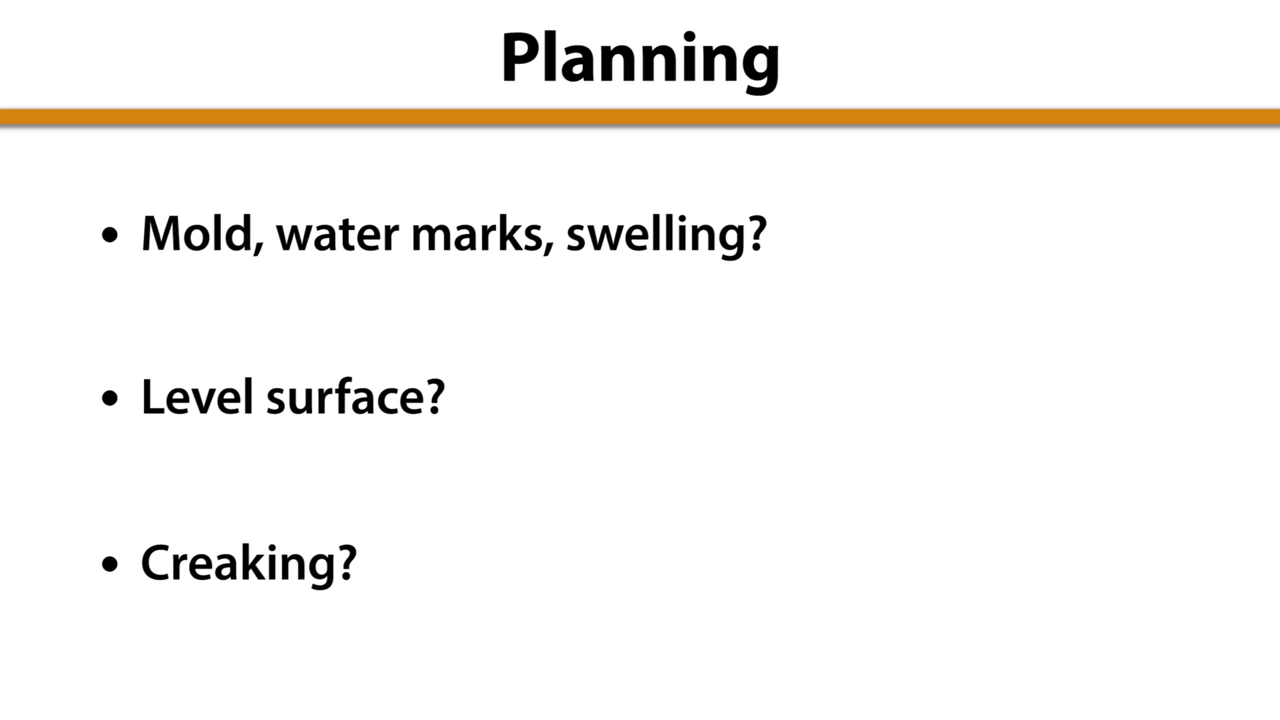 Planning
• Mold, water marks, swelling?
• Level surface?
• Creaking?